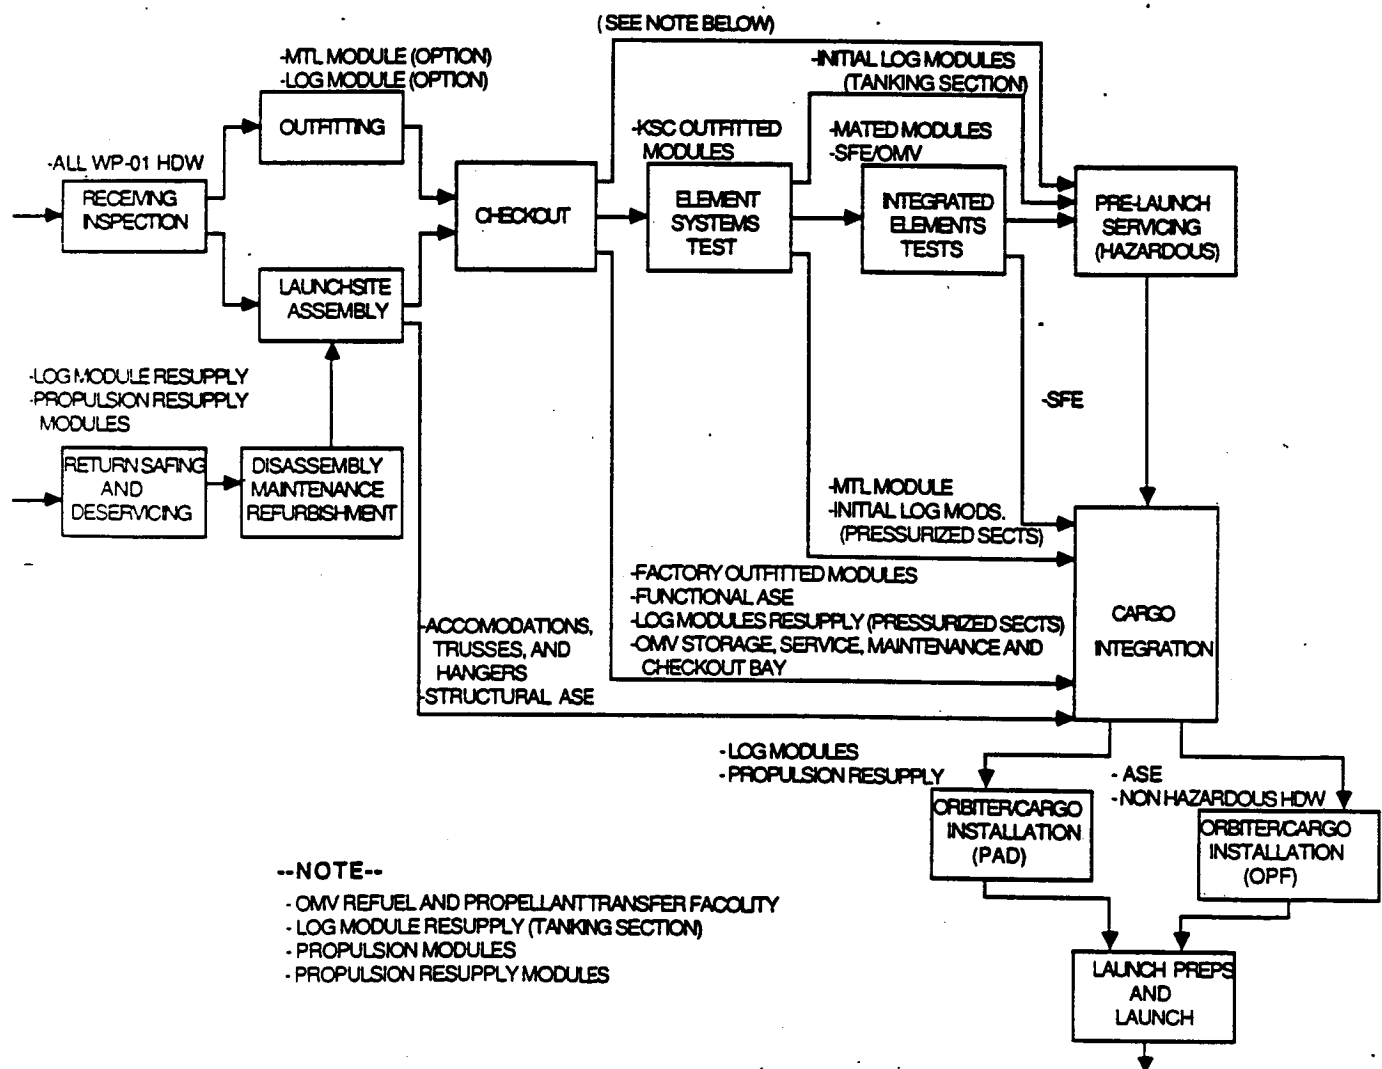 (SEE NOTE BELOW)
-MTL MODULE (OPTION)
-LOG MODULE (OPTION)
-INITIAL LOG MODULES
(TANKING SECTION)
OUTFITTING
-KSC OUTFITTED
MODULES
-MATED MODULES
-SFE/OMV
-ALL WP-01 HDW
RECEIVING
INSPECTION
CHECKOUT
ELEMENT
SYSTEMS
TEST
INTEGRATED
ELEMENTS
TESTS
PRE-LAUNCH
SERVICING
(HAZARDOUS)
LAUNCHSITE
ASSEMBLY
-LOG MODULE RESUPPLY
-PROPULSION RESUPPLY
MODULES
-SFE
RETURN SAFING
AND
DESERVICING
DISASSEMBLY
MAINTENANCE
REFURBISHMENT
-MTL MODULE
-INITIAL LOG MODS.
(PRESSURIZED SECTS)
-FACTORY OUTFITTED MODULES
-FUNCTIONAL ASE
-LOG MODULES RESUPPLY (PRESSURIZED SECTS)
-OMV STORAGE, SERVICE, MAINTENANCE AND
CHECKOUT BAY
CARGO
INTEGRATION
-ACCOMODATIONS,
TRUSSES, AND
HANGERS
-STRUCTURAL ASE
- LOG MODULES
- PROPULSION RESUPPLY
- ASE
- NON HAZARDOUS HDW
ORBITER/CARGO
INSTALLATION
(PAD)
ORBITER/CARGO
INSTALLATION
(OPF)
--NOTE--
- OMV REFUEL AND PROPELLANT TRANSFER FACOLITY
- LOG MODULE RESUPPLY (TANKING SECTION)
- PROPULSION MODULES
- PROPULSION RESUPPLY MODULES
LAUNCH PREPS
AND
LAUNCH